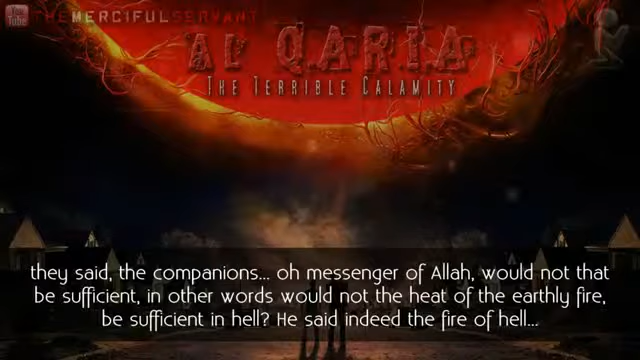 You Tube THEMERCIFULSERVANT
AL QARIA
THE TERRIBLE CALAMITY
they said, the companions... oh messenger of Allah, would not that
be sufficient, in other words would not the heat of the earthly fire,
be sufficient in hell? He said indeed the fire of hell...